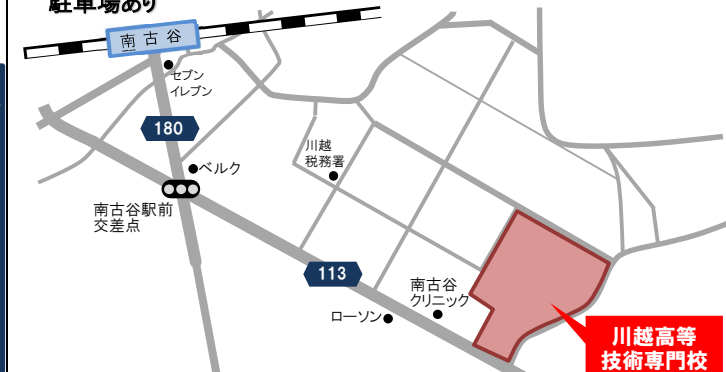 駐車場あり
南古谷
セブン
イレブン
180
ベルク
川越
税務署
南古谷駅前
交差点
113
南古谷
クリニック
ローソン
川越高等
技術専門校